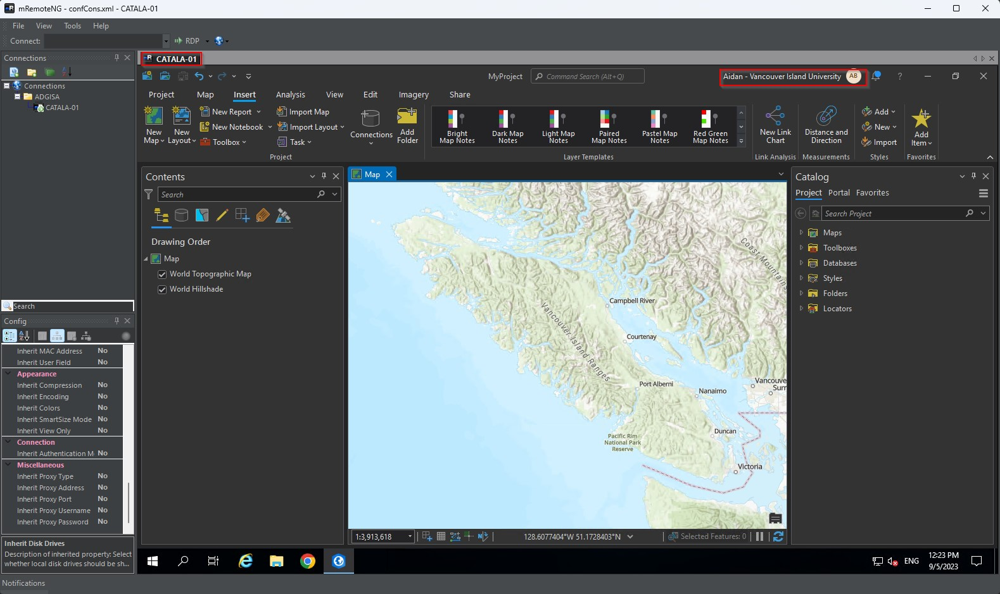 mRemoteNG - confCons.xml - CATALA-01
File View Tools Help
Connect: RDP
Connections
Connections
ADGISA
CATALA-01
Search
Config
Inherit MAC Address No
Inherit User Field No
Appearance
Inherit Compression No
Inherit Encoding No
Inherit Colors No
Inherit SmartSize Mode No
Inherit View Only No
Connection
Inherit Authentication M No
Miscellaneous
Inherit Proxy Type No
Inherit Proxy Address No
Inherit Proxy Port No
Inherit Proxy Username No
Inherit Proxy Password No
Inherit Disk Drives
Description of inherited property: Select
whether local disk drives should be sh...
Notifications
CATALA-01
MyProject
Command Search (Alt+Q)
Aidan - Vancouver Island University AB
?
Project Map Insert Analysis View Edit Imagery Share
New Map
New Layout
New Report
New Notebook
Toolbox
Import Map
Import Layout
Task
Project
Connections
Add Folder
Bright Map Notes
Dark Map Notes
Light Map Notes
Paired Map Notes
Pastel Map Notes
Red Green Map Notes
Layer Templates
New Link Chart
Link Analysis
Distance and Direction
Measurements
Add
New
Import
Styles
Add Item
Favorites
Contents
Search
Drawing Order
Map
World Topographic Map
World Hillshade
Map
Coast Mountains
Campbell River
Vancouver Island Ranges
Courtenay
Port Alberni
Nanaimo
Vancouve
Surr
Duncan
Pacific Rim
National Park
Reserve
Victoria
1:3,913,618
128.6077404°W 51.1728403°N
Selected Features: 0
Catalog
Project Portal Favorites
Search Project
Maps
Toolboxes
Databases
Styles
Folders
Locators
ENG
12:23 PM
9/5/2023